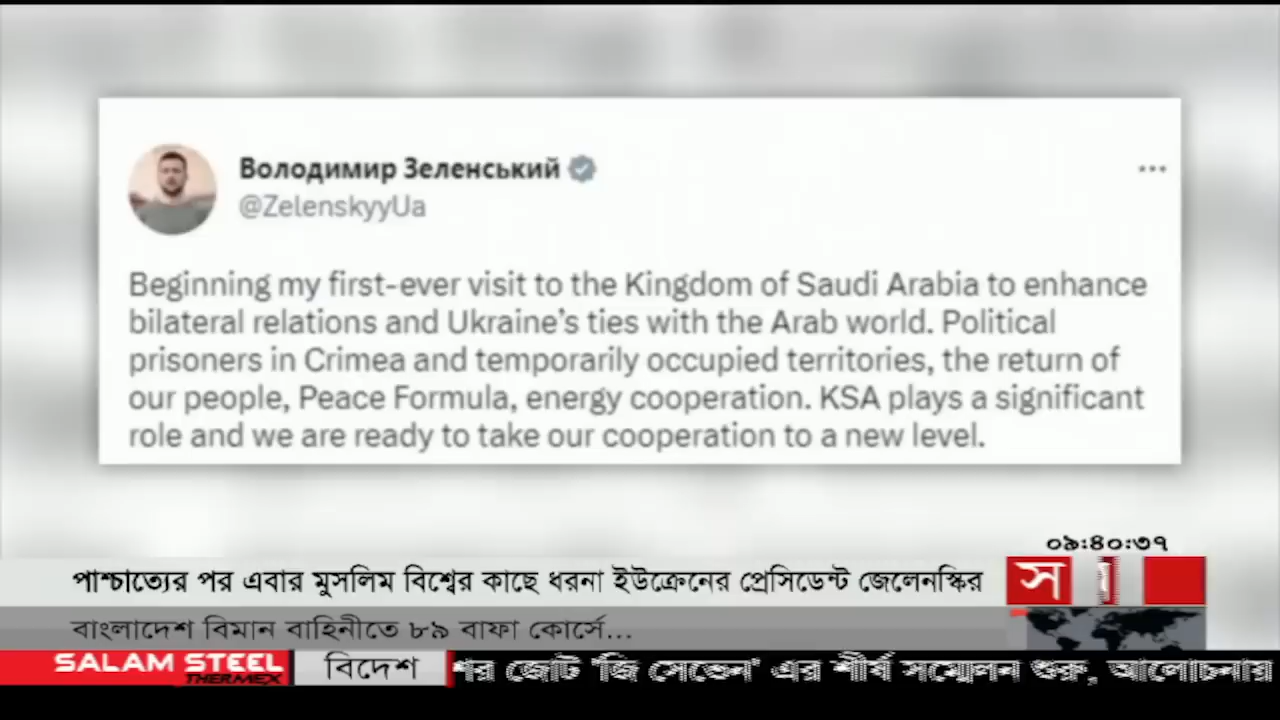 Володимир Зеленський
@ZelenskyyUa
Beginning my first-ever visit to the Kingdom of Saudi Arabia to enhance
bilateral relations and Ukraine’s ties with the Arab world. Political
prisoners in Crimea and temporarily occupied territories, the return of
our people, Peace Formula, energy cooperation. KSA plays a significant
role and we are ready to take our cooperation to a new level.
০৯:৪০:৩৭
পাশ্চাত্যের পর এবার মুসলিম বিশ্বের কাছে ধরনা ইউক্রেনের প্রেসিডেন্ট জেলেনস্কির
স
বাংলাদেশ বিমান বাহিনীতে ৮৯ বাফা কোর্সে...
SALAM STEEL
THERMEX
বিদেশ
শর জোট 'জি সেভেন' এর শীর্ষ সম্মেলন শুরু, আলোচনার